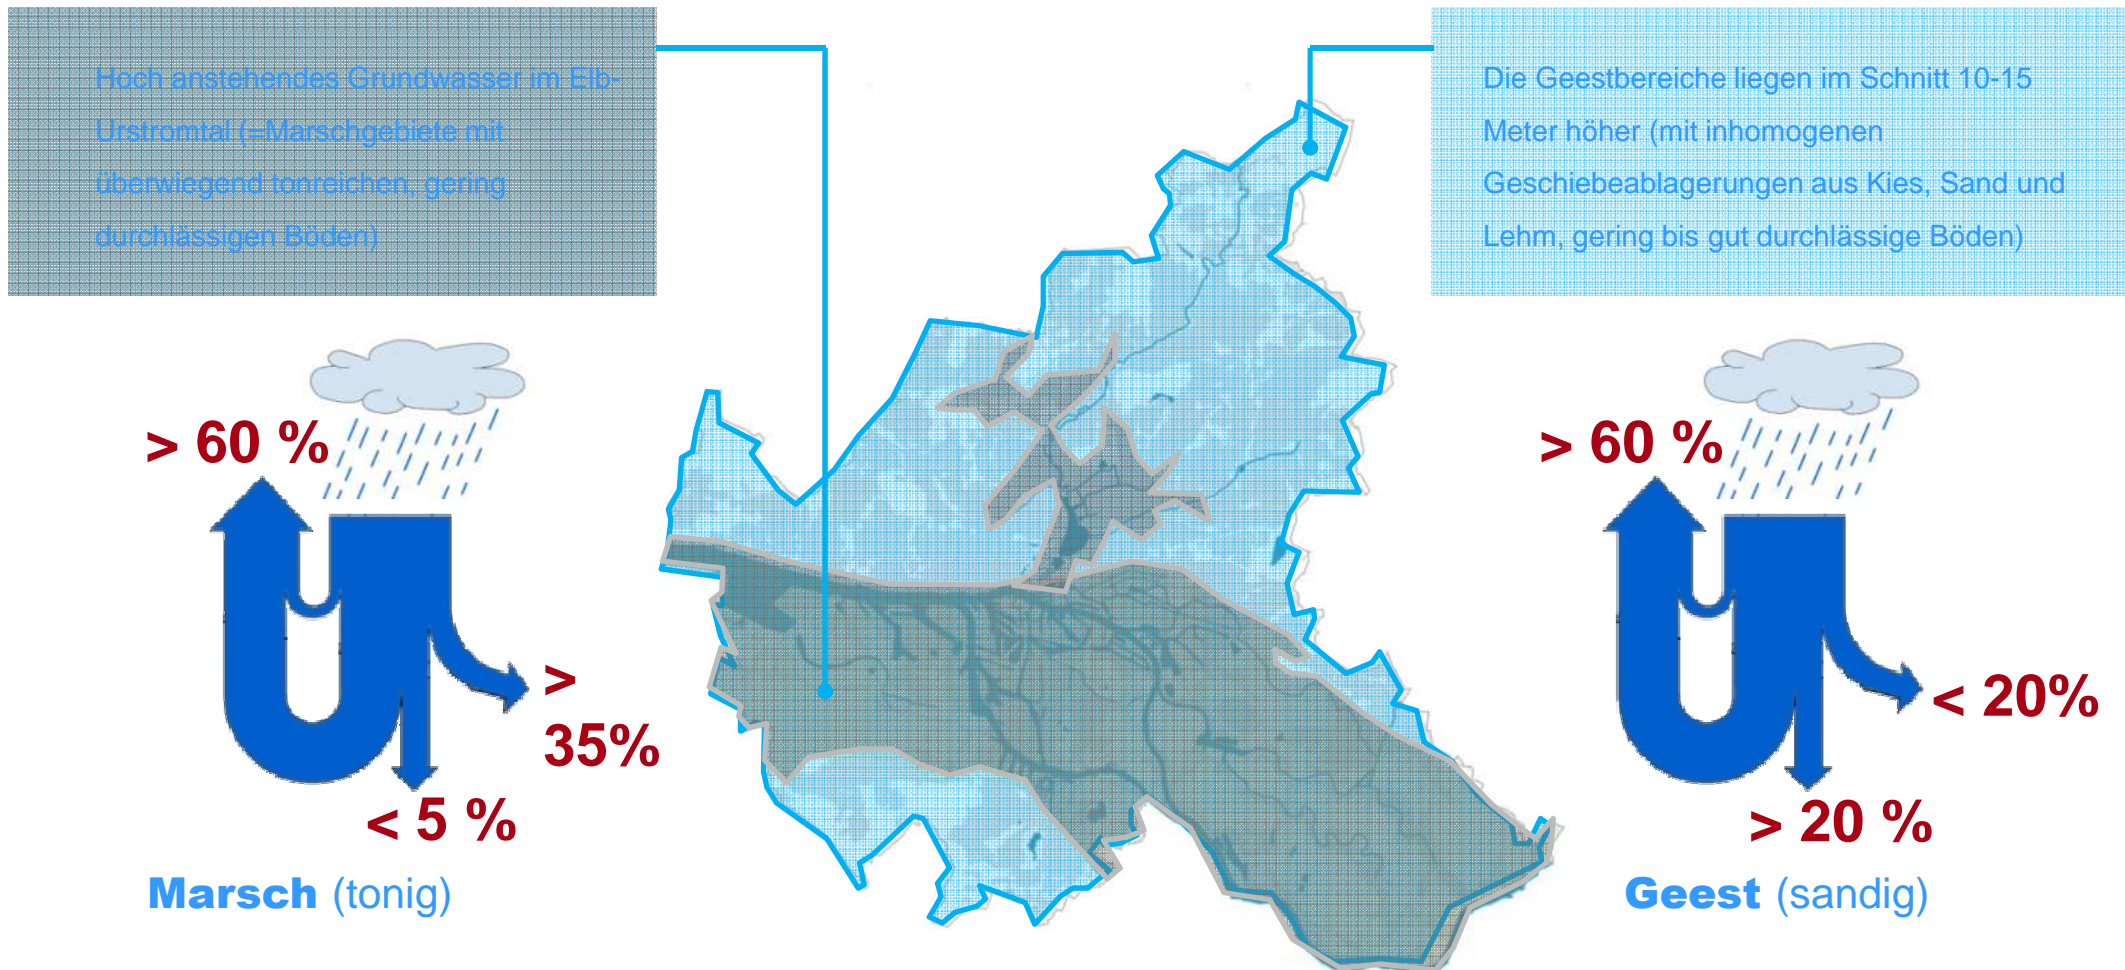 Hoch anstehendes Grundwasser im Elb-
Urstromtal (=Marschgebiete mit
überwiegend tonreichen, gering
durchlässigen Böden)
Die Geestbereiche liegen im Schnitt 10-15
Meter höher (mit inhomogenen
Geschiebeablagerungen aus Kies, Sand und
Lehm, gering bis gut durchlässige Böden)
> 60 %
>
35%
< 5 %
Marsch (tonig)
> 60 %
< 20%
> 20 %
Geest (sandig)